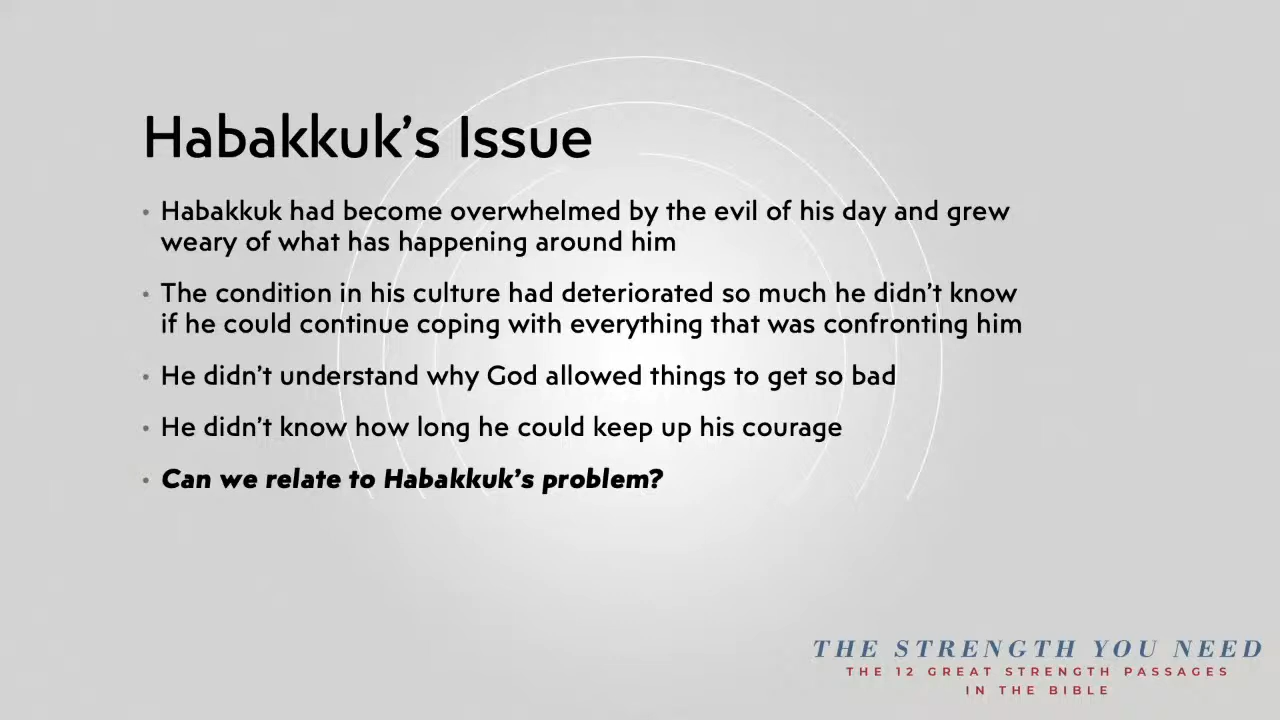 Habakkuk’s Issue
• Habakkuk had become overwhelmed by the evil of his day and grew
weary of what has happening around him
• The condition in his culture had deteriorated so much he didn’t know
if he could continue coping with everything that was confronting him
• He didn’t understand why God allowed things to get so bad
• He didn’t know how long he could keep up his courage
• Can we relate to Habakkuk’s problem?
THE STRENGTH YOU NEED
THE 12 GREAT STRENGTH PASSAGES
IN THE BIBLE